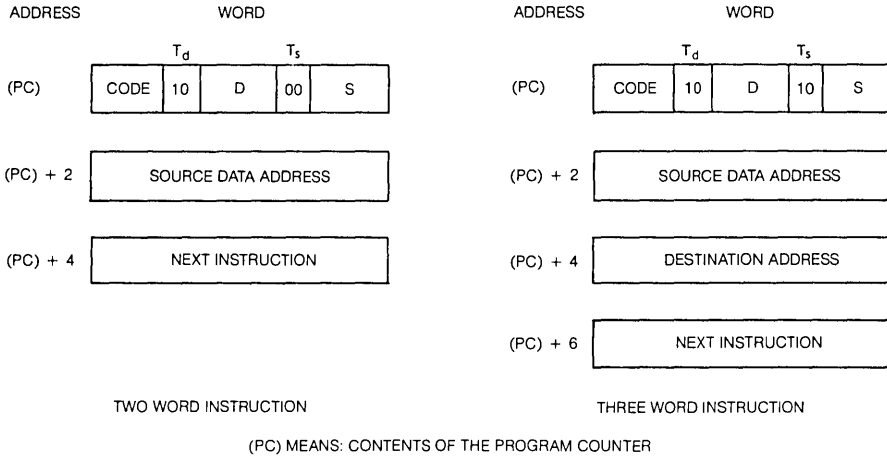 ADDRESS WORD
T_d T_s
(PC) CODE 10 D 00 S
(PC) + 2 SOURCE DATA ADDRESS
(PC) + 4 NEXT INSTRUCTION
TWO WORD INSTRUCTION
ADDRESS WORD
T_d T_s
(PC) CODE 10 D 10 S
(PC) + 2 SOURCE DATA ADDRESS
(PC) + 4 DESTINATION ADDRESS
(PC) + 6 NEXT INSTRUCTION
THREE WORD INSTRUCTION
(PC) MEANS: CONTENTS OF THE PROGRAM COUNTER